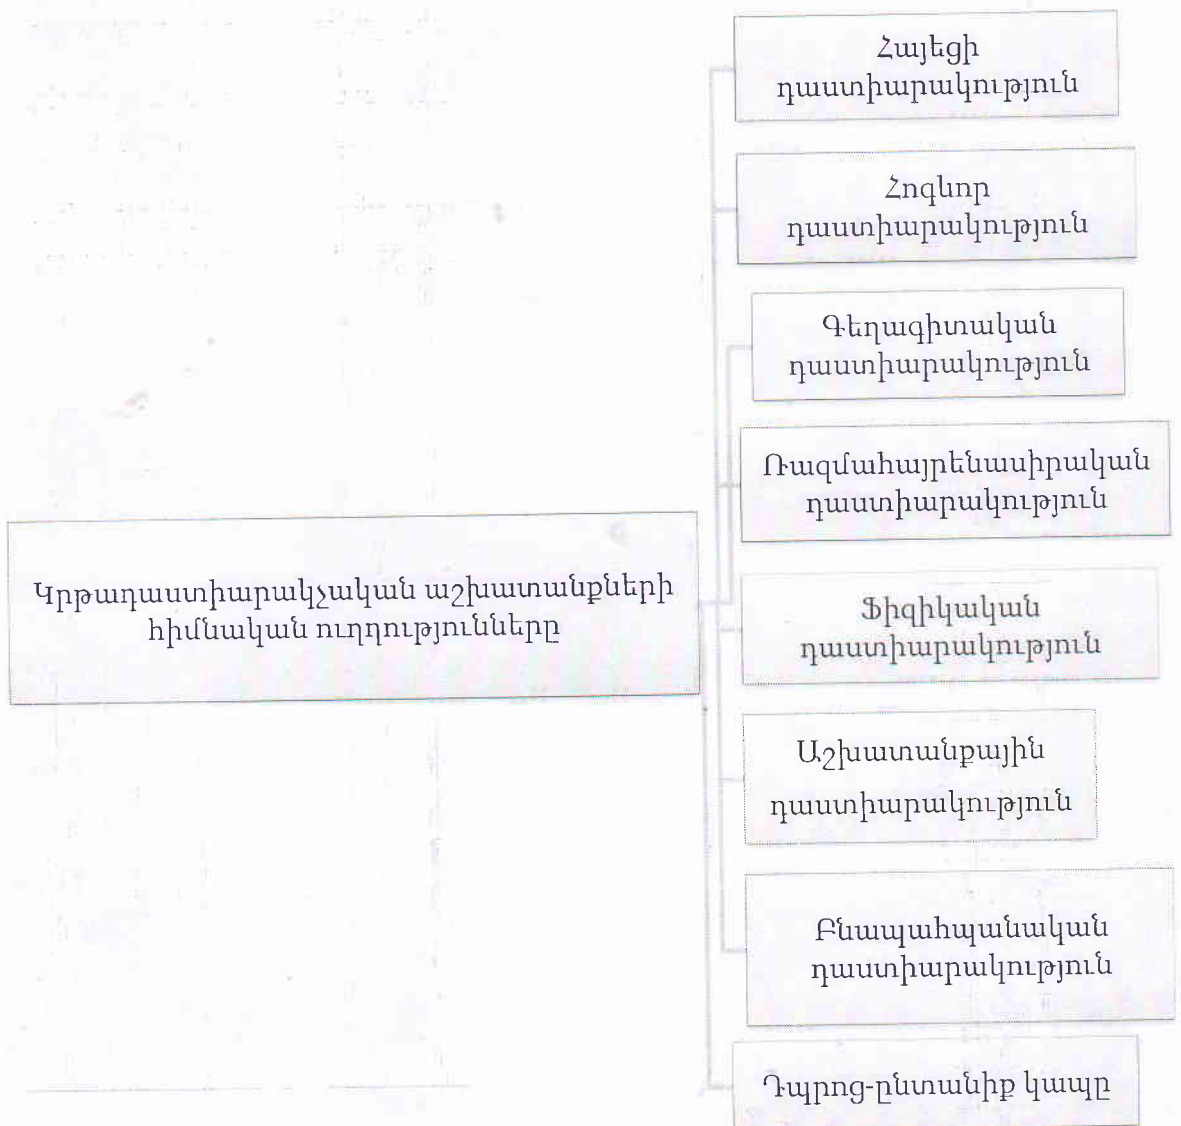 Հայեցի
դաստիարակություն
Հոգևոր
դաստիարակություն
Գեղագիտական
դաստիարակություն
Ռազմահայրենասիրական
դաստիարակություն
Կրթադաստիարակչական աշխատանքների
հիմնական ուղղությունները
Ֆիզիկական
դաստիարակություն
Աշխատանքային
դաստիարակություն
Բնապահպանական
դաստիարակություն
Դպրոց-ընտանիք կապը